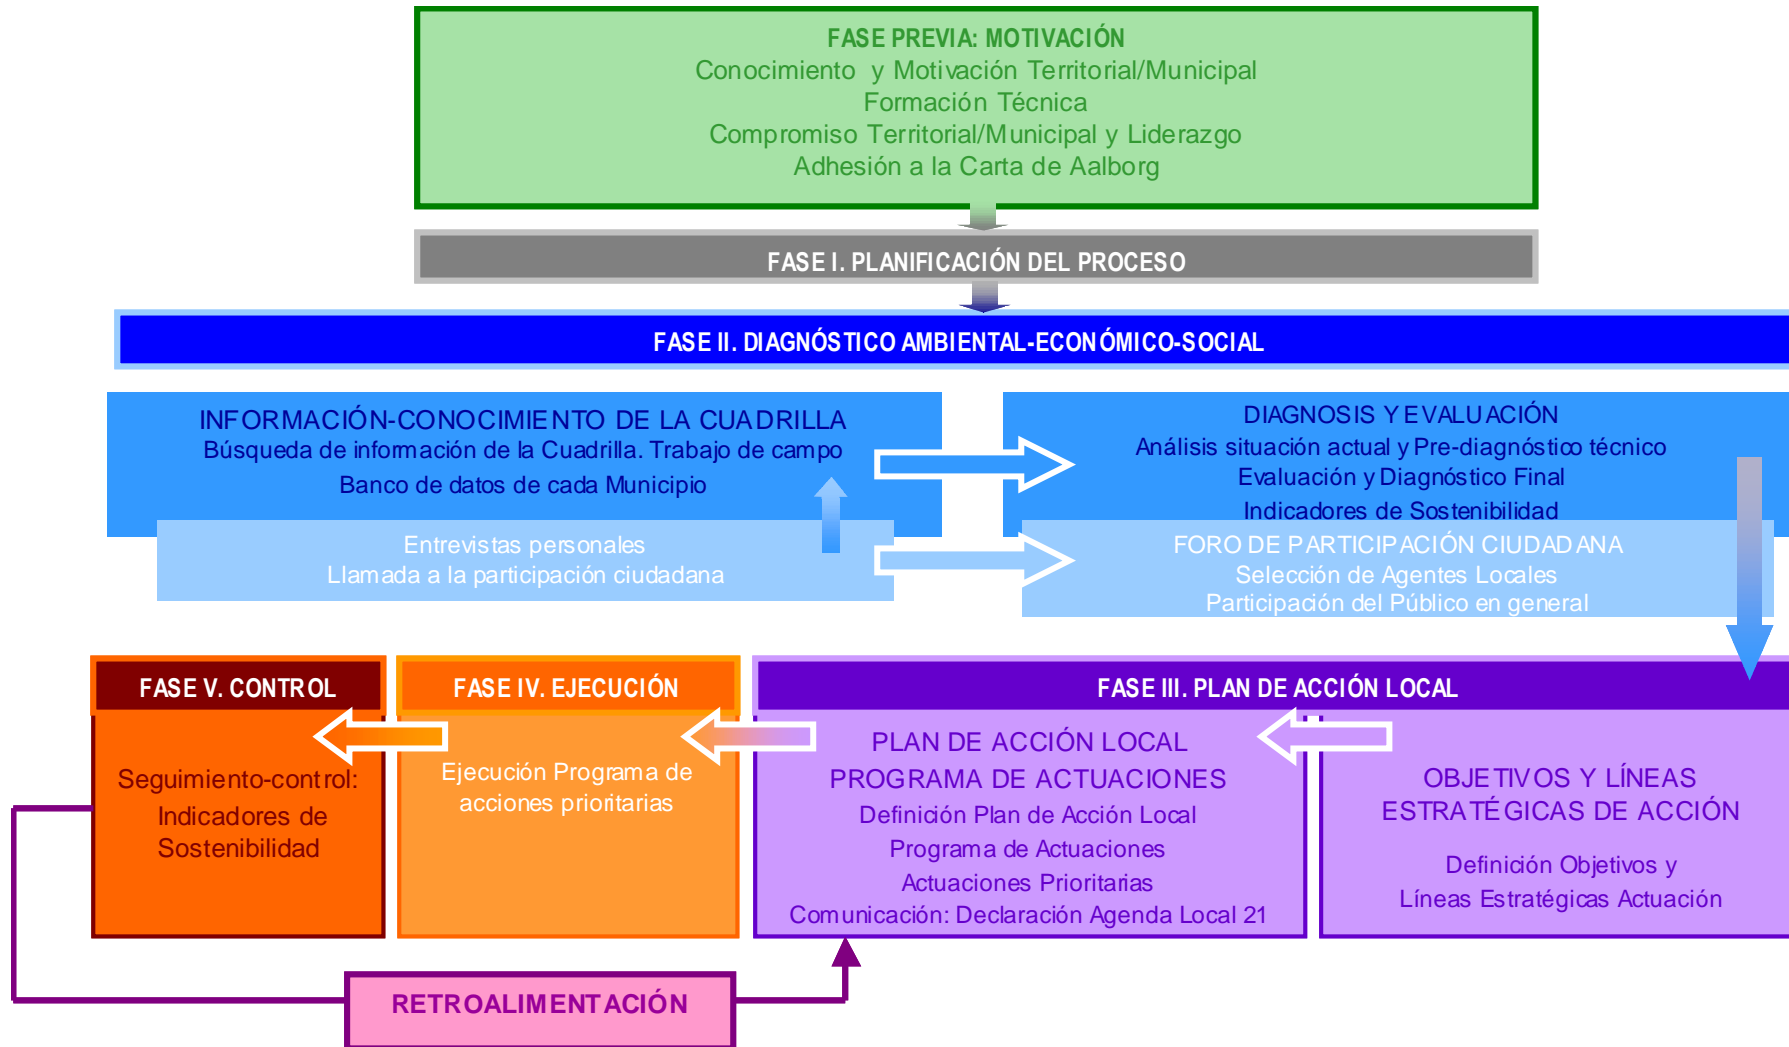 FASE PREVIA: MOTIVACIÓN
Conocimiento y Motivación Territorial/Municipal
Formación Técnica
Compromiso Territorial/Municipal y Liderazgo
Adhesión a la Carta de Aalborg
FASE I. PLANIFICACIÓN DEL PROCESO
FASE II. DIAGNÓSTICO AMBIENTAL-ECONÓMICO-SOCIAL
INFORMACIÓN-CONOCIMIENTO DE LA CUADRILLA
Búsqueda de información de la Cuadrilla. Trabajo de campo
Banco de datos de cada Municipio
Entrevistas personales
Llamada a la participación ciudadana
DIAGNOSIS Y EVALUACIÓN
Análisis situación actual y Pre-diagnóstico técnico
Evaluación y Diagnóstico Final
Indicadores de Sostenibilidad
FORO DE PARTICIPACIÓN CIUDADANA
Selección de Agentes Locales
Participación del Público en general
FASE V. CONTROL
Seguimiento-control:
Indicadores de
Sostenibilidad
FASE IV. EJECUCIÓN
Ejecución Programa de
acciones prioritarias
FASE III. PLAN DE ACCIÓN LOCAL
PLAN DE ACCIÓN LOCAL
PROGRAMA DE ACTUACIONES
Definición Plan de Acción Local
Programa de Actuaciones
Actuaciones Prioritarias
Comunicación: Declaración Agenda Local 21
OBJETIVOS Y LÍNEAS
ESTRATÉGICAS DE ACCIÓN
Definición Objetivos y
Líneas Estratégicas Actuación
RETROALIMENTACIÓN